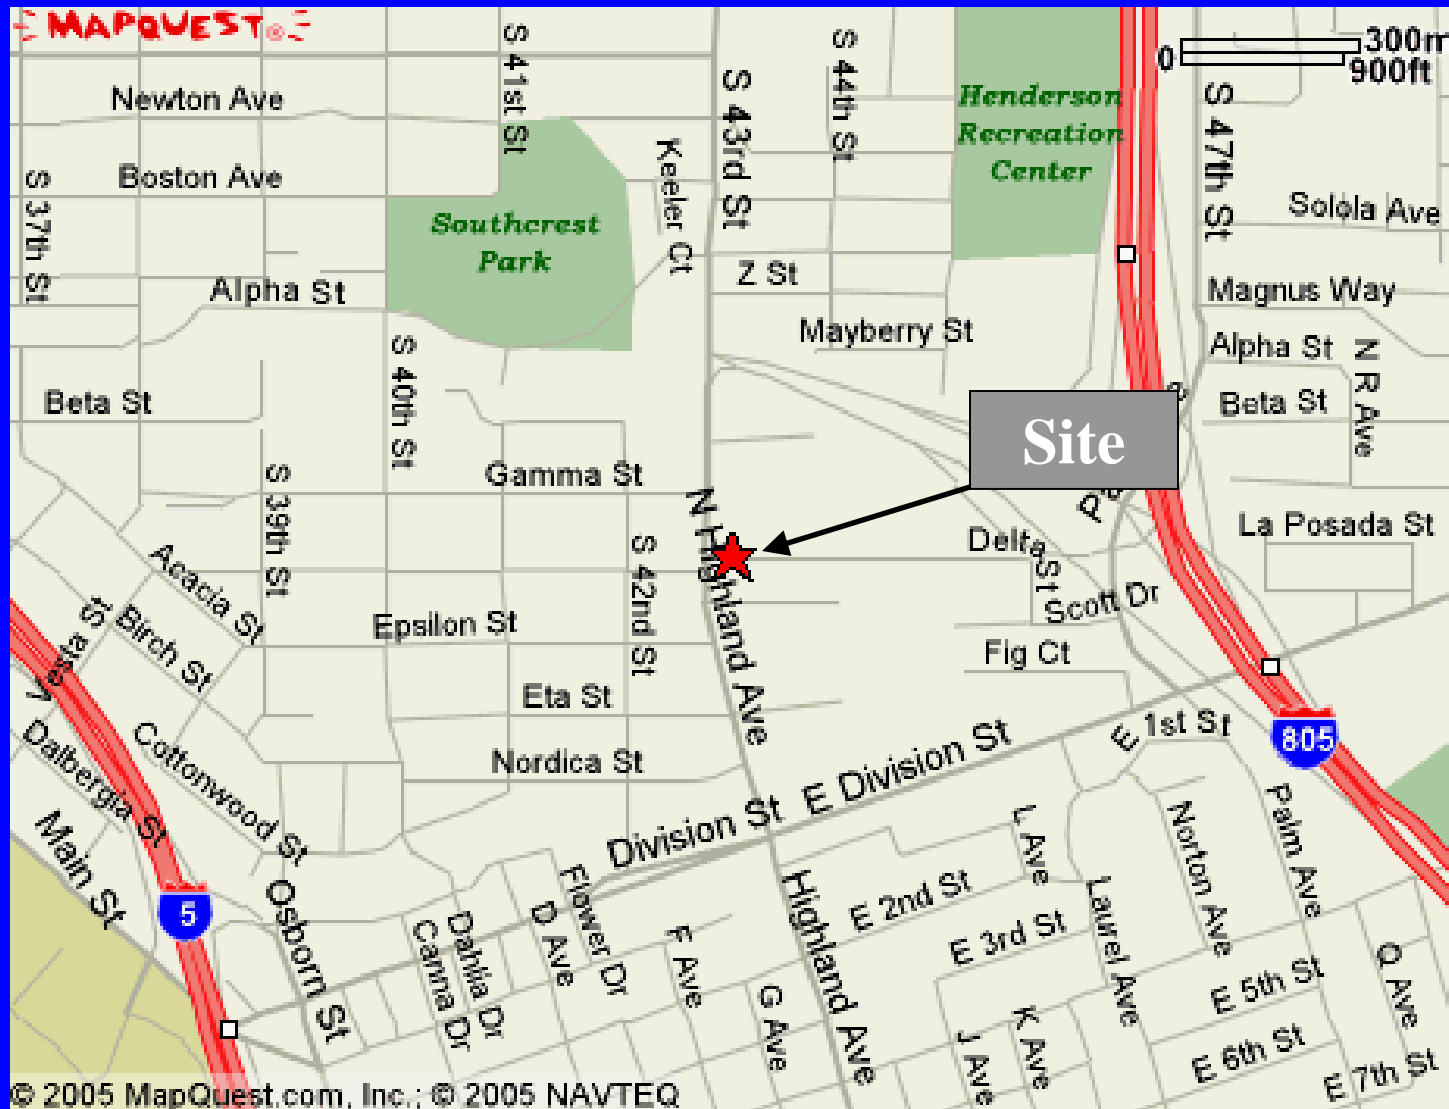 MAPQUEST®
0
300m
900ft
S 41st St
S 44th St
S 43rd St
S 47th St
Newton Ave
Henderson
Recreation
Center
Keeler Ct
Boston Ave
S 37th St
Southcrest
Park
Solola Ave
Z St
Alpha St
Magnus Way
Mayberry St
Alpha St
N R Ave
S 40th St
Beta St
Beta St
Site
Gamma St
S 39th St
N Highland Ave
La Posada St
Delta St
S 42nd St
Acacia St
Scott Dr
Birch St
Epsilon St
Fig Ct
Eta St
E 1st St
805
Dalbergia St
Cottonwood St
Nordica St
E Division St
Division St
Main St
L Ave
Norton Ave
Palm Ave
5
Osborn St
Flower Dr
D Ave
Highland Ave
E 2nd St
Laurel Ave
Canna Dr
Dahlia Dr
F Ave
E 3rd St
Q Ave
G Ave
E 5th St
J Ave
K Ave
E 6th St
E 7th St
© 2005 MapQuest.com, Inc.; © 2005 NAVTEQ